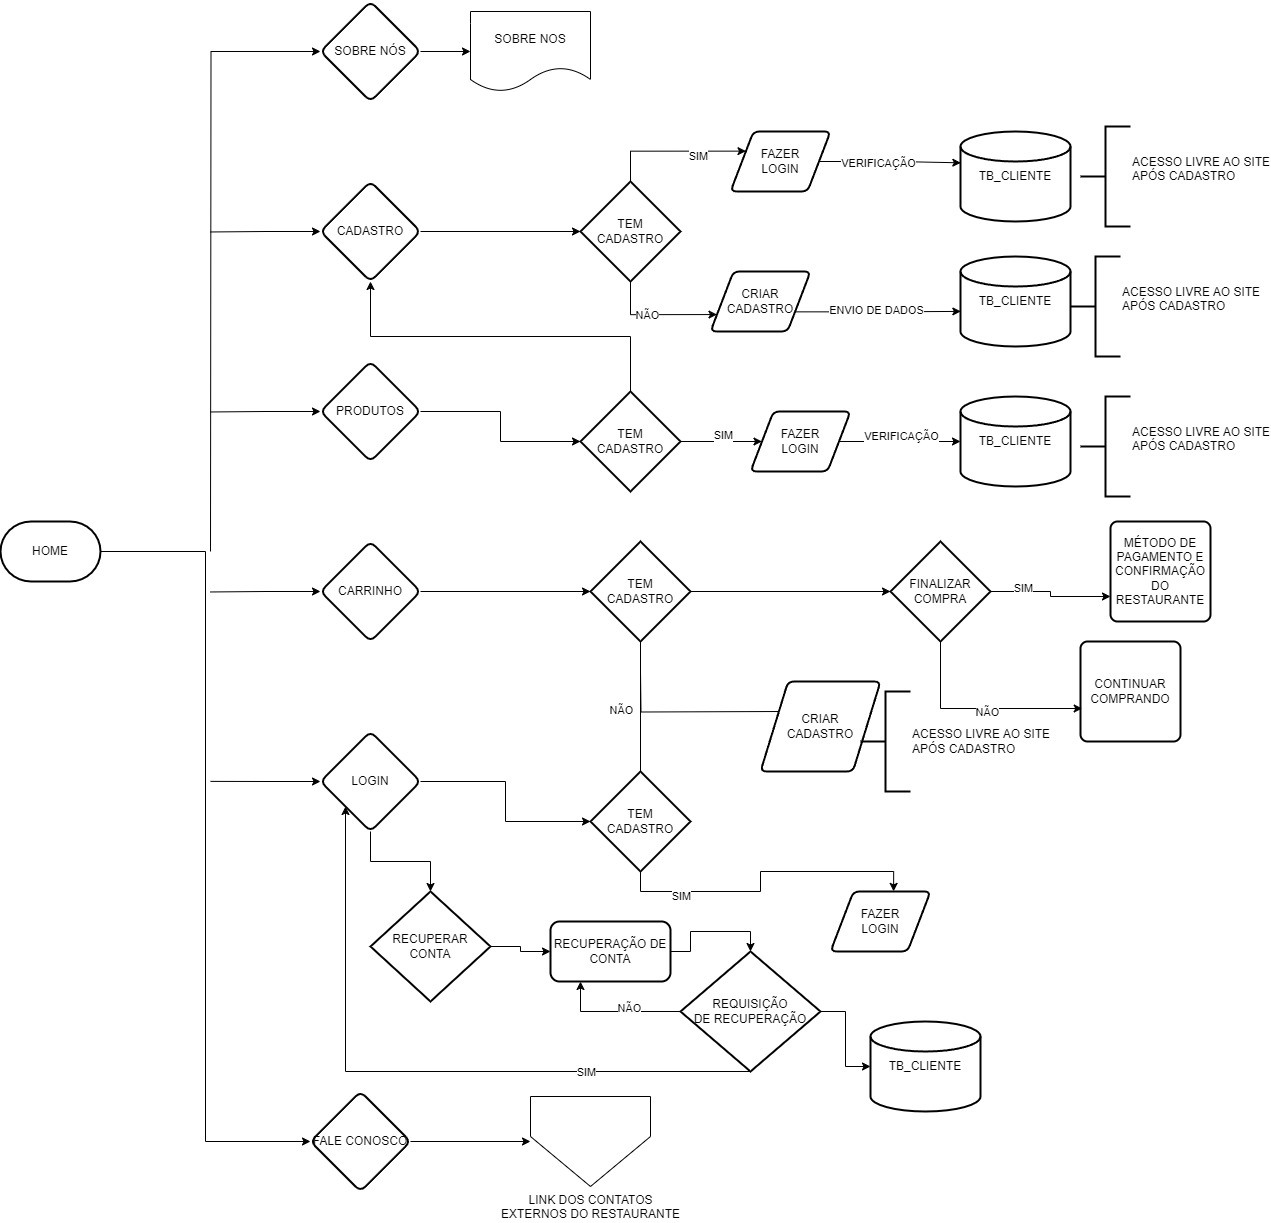 SOBRE NÓS
SOBRE NOS
SIM
FAZER
LOGIN
VERIFICAÇÃO
TB_CLIENTE
ACESSO LIVRE AO SITE
APÓS CADASTRO
CADASTRO
TEM
CADASTRO
NÃO
CRIAR
CADASTRO
ENVIO DE DADOS
TB_CLIENTE
ACESSO LIVRE AO SITE
APÓS CADASTRO
PRODUTOS
TEM
CADASTRO
SIM
FAZER
LOGIN
VERIFICAÇÃO
TB_CLIENTE
ACESSO LIVRE AO SITE
APÓS CADASTRO
HOME
CARRINHO
TEM
CADASTRO
FINALIZAR
COMPRA
SIM
MÉTODO DE
PAGAMENTO E
CONFIRMAÇÃO
DO
RESTAURANTE
NÃO
CONTINUAR
COMPRANDO
NÃO
CRIAR
CADASTRO
ACESSO LIVRE AO SITE
APÓS CADASTRO
LOGIN
TEM
CADASTRO
SIM
FAZER
LOGIN
RECUPERAR
CONTA
RECUPERAÇÃO DE
CONTA
NÃO
REQUISIÇÃO
DE RECUPERAÇÃO
SIM
TB_CLIENTE
FALE CONOSCO
LINK DOS CONTATOS
EXTERNOS DO RESTAURANTE